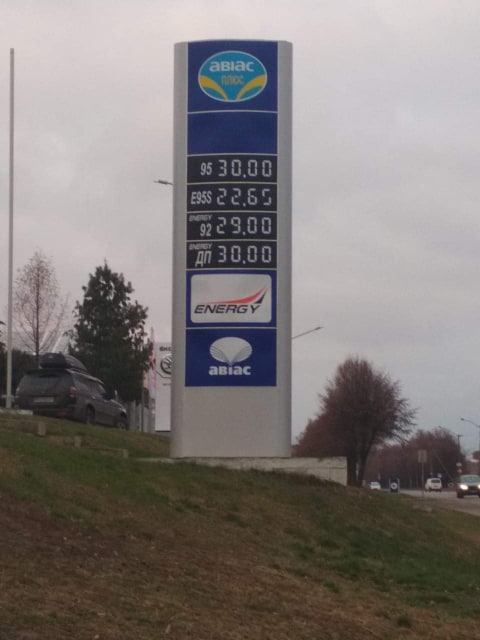 авіас
плюс
95 30,00
E95S 22,65
ENERGY
92 29,00
ENERGY
ДП 30,00
ENERGY
авіас